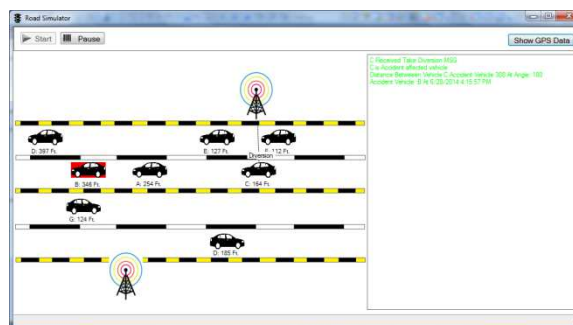 Road Simulator
Start
Pause
Show GPS Data
C Received Take Diversion MSG
C is Accident affected vehicle
Distance Between Vehicle C Accident Vehicle 300 At Angle: 180
Accident Vehicle: B At 6/28/2014 4:16:57 PM
D: 397 Ft.
E: 127 Ft.
112 Ft.
Diversion
B: 346 Ft.
A: 254 Ft.
C: 164 Ft.
G: 124 Ft.
D: 185 Ft.